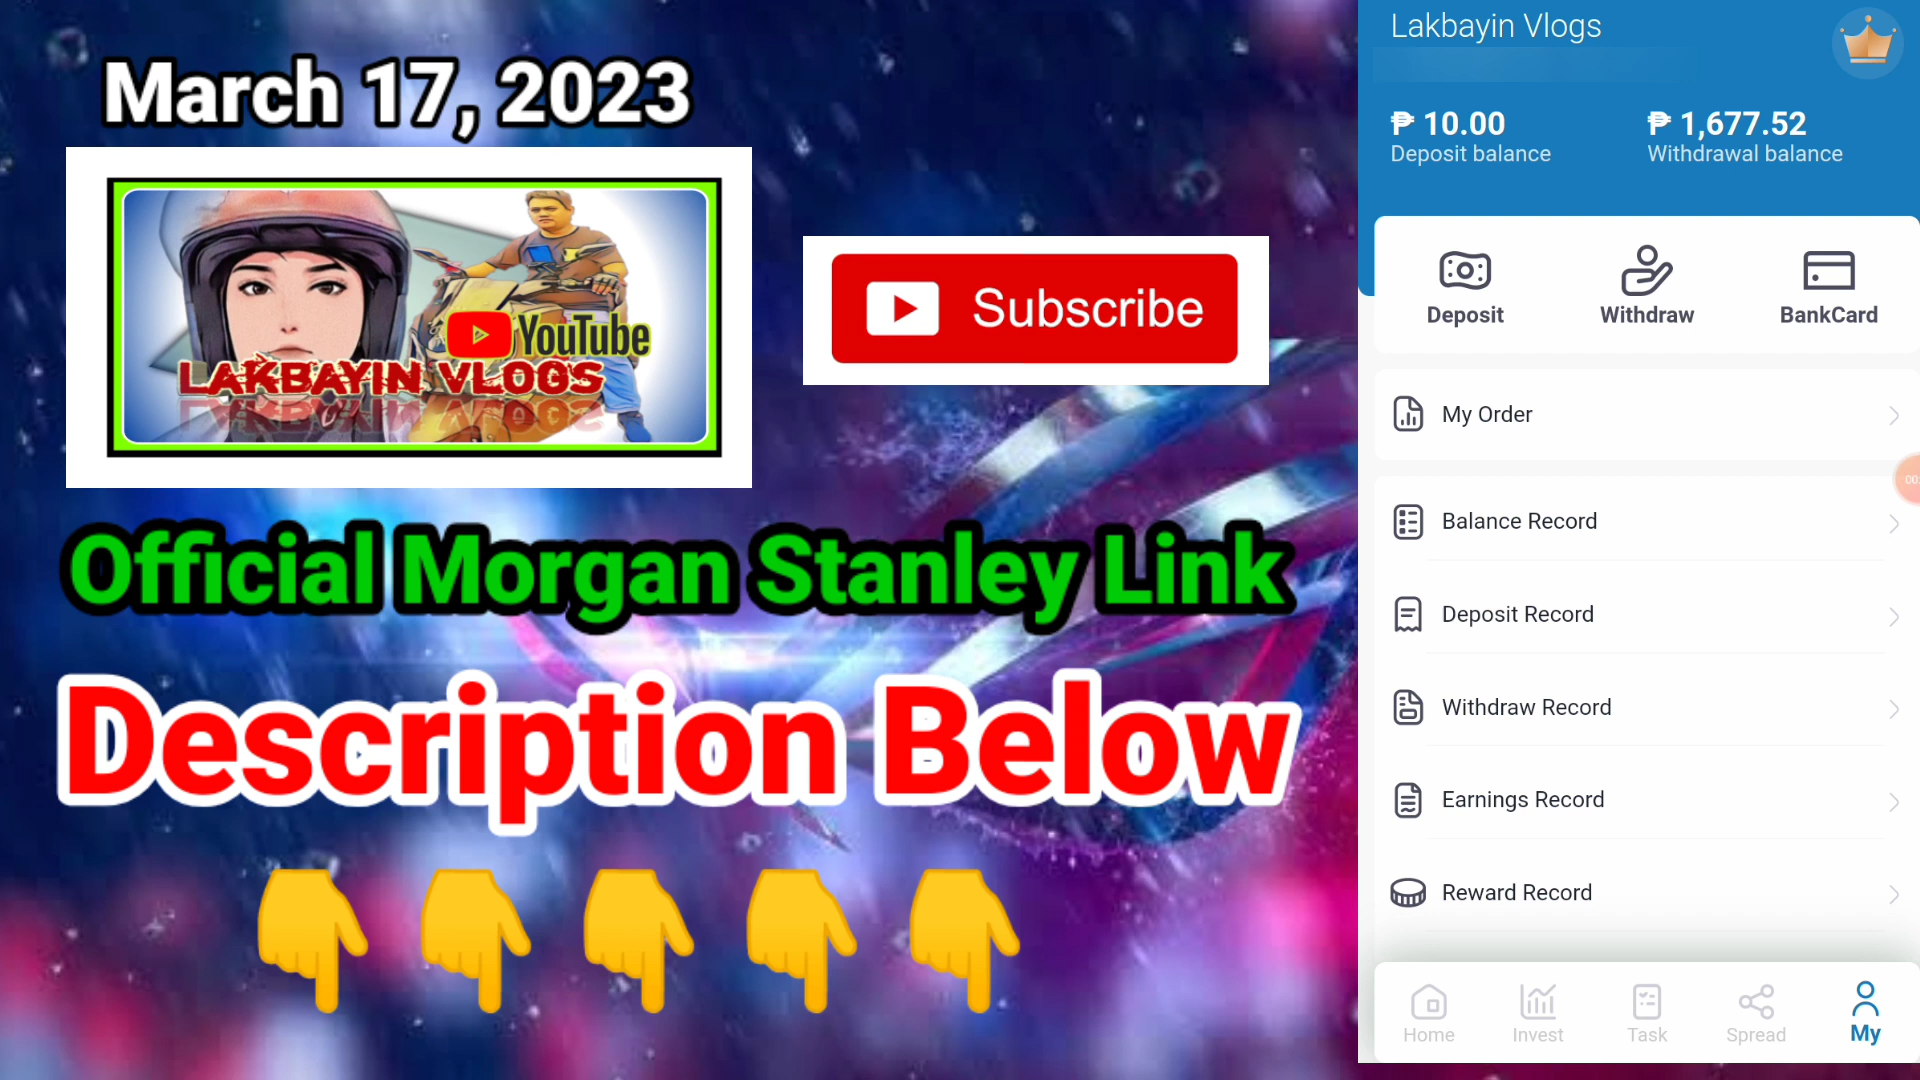 March 17, 2023
YouTube
LAKBAYIN VLOGS
Subscribe
Official Morgan Stanley Link
Description Below
Lakbayin Vlogs
₱ 10.00
Deposit balance
₱ 1,677.52
Withdrawal balance
Deposit
Withdraw
BankCard
My Order
00:
Balance Record
Deposit Record
Withdraw Record
Earnings Record
Reward Record
Home
Invest
Task
Spread
My